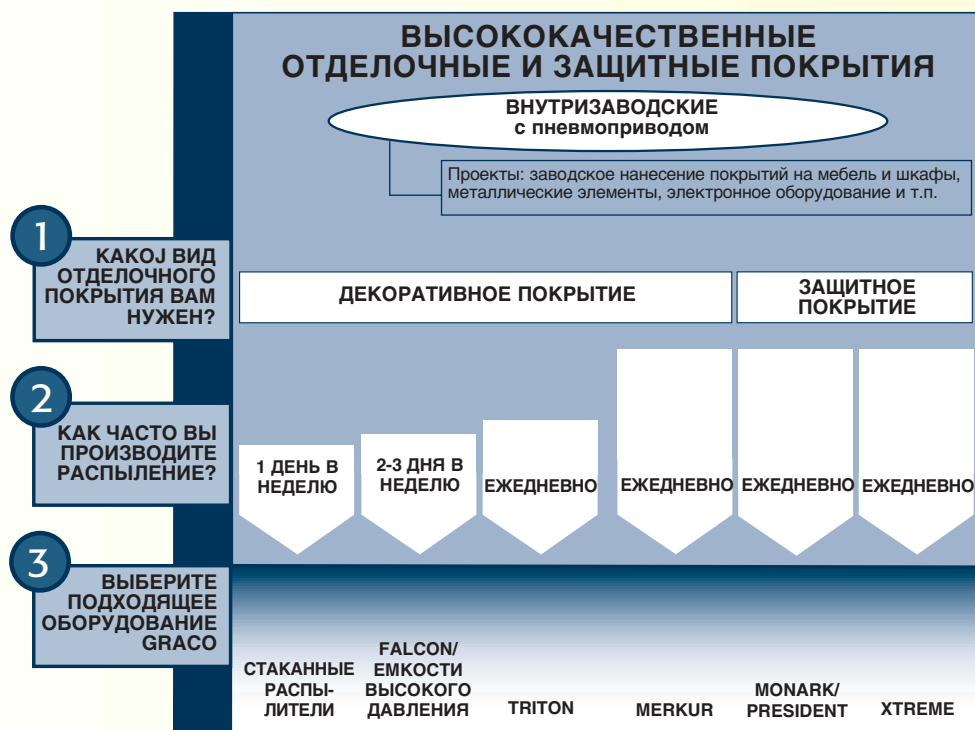 ВЫСОКОКАЧЕСТВЕННЫЕ
ОТДЕЛОЧНЫЕ И ЗАЩИТНЫЕ ПОКРЫТИЯ
ВНУТРИЗАВОДСКИЕ
с пневмоприводом
Проекты: заводское нанесение покрытий на мебель и шкафы,
металлические элементы, электронное оборудование и т.п.
1
КАКОJ ВИД
ОТДЕЛОЧНОГО
ПОКРЫТИЯ ВАМ
НУЖЕН?
ДЕКОРАТИВНОЕ ПОКРЫТИЕ
ЗАЩИТНОЕ
ПОКРЫТИЕ
2
КАК ЧАСТО ВЫ
ПРОИЗВОДИТЕ
РАСПЫЛЕНИЕ?
1 ДЕНЬ В
НЕДЕЛЮ
2-3 ДНЯ В
НЕДЕЛЮ
ЕЖЕДНЕВНО
ЕЖЕДНЕВНО
ЕЖЕДНЕВНО
ЕЖЕДНЕВНО
3
ВЫБЕРИТЕ
ПОДХОДЯЩЕЕ
ОБОРУДОВАНИЕ
GRACO
СТАКАННЫЕ
РАСПЫ-
ЛИТЕЛИ
FALCON/
ЕМКОСТИ
ВЫСОКОГО
ДАВЛЕНИЯ
TRITON
MERKUR
MONARK/
PRESIDENT
XTREME